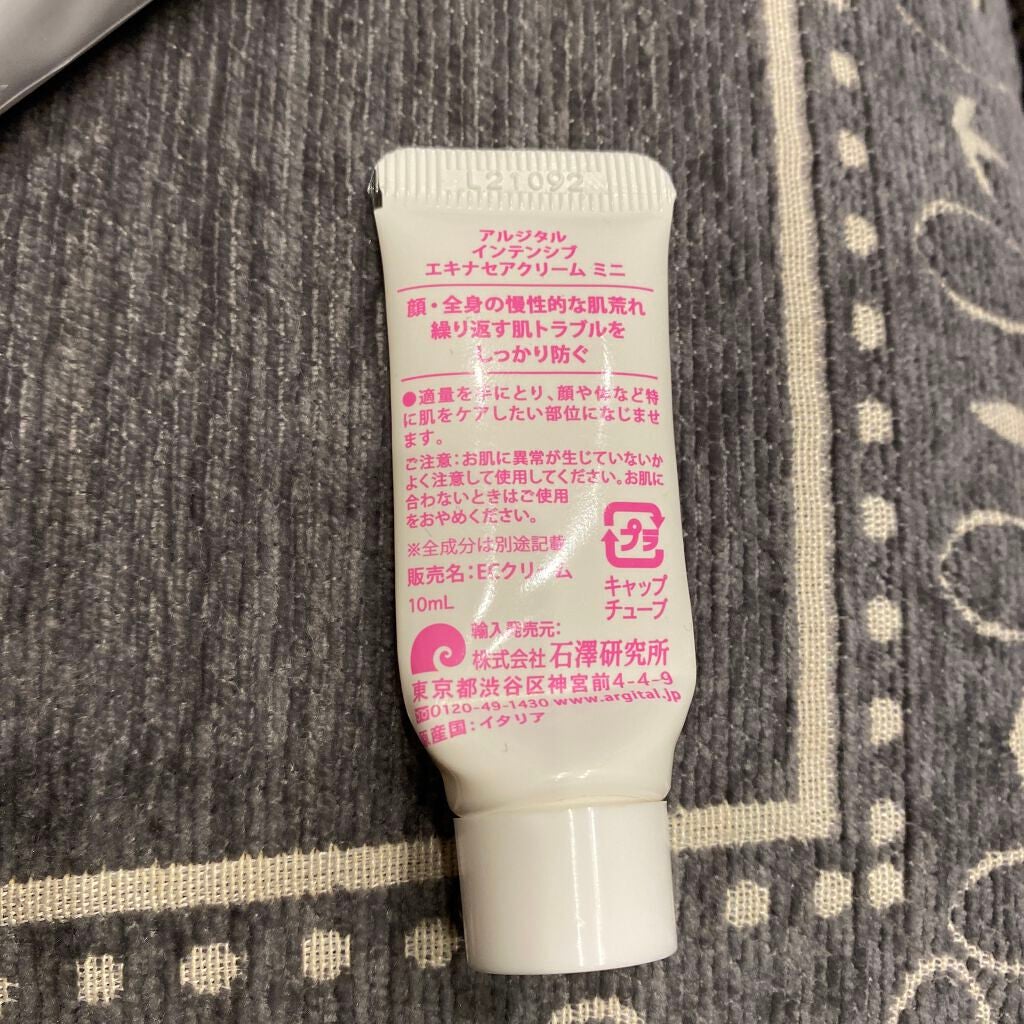 L21092
アルジタル
インテンシブ
エキナセアクリーム ミニ
顔・全身の慢性的な肌荒れ
繰り返す肌トラブルを
しっかり防ぐ
●適量を手にとり、顔や体など特
に肌をケアしたい部位になじませ
ます。
ご注意：お肌に異常が生じていないか
よく注意して使用してください。お肌に
合わないときはご使用
をおやめください。
※全成分は別途記載
販売名：ECクリーム
10mL
プラ
キャップ
チューブ
輸入発売元：
株式会社 石澤研究所
東京都渋谷区神宮前4-4-9
0120-49-1430 www.argital.jp
原産国：イタリア